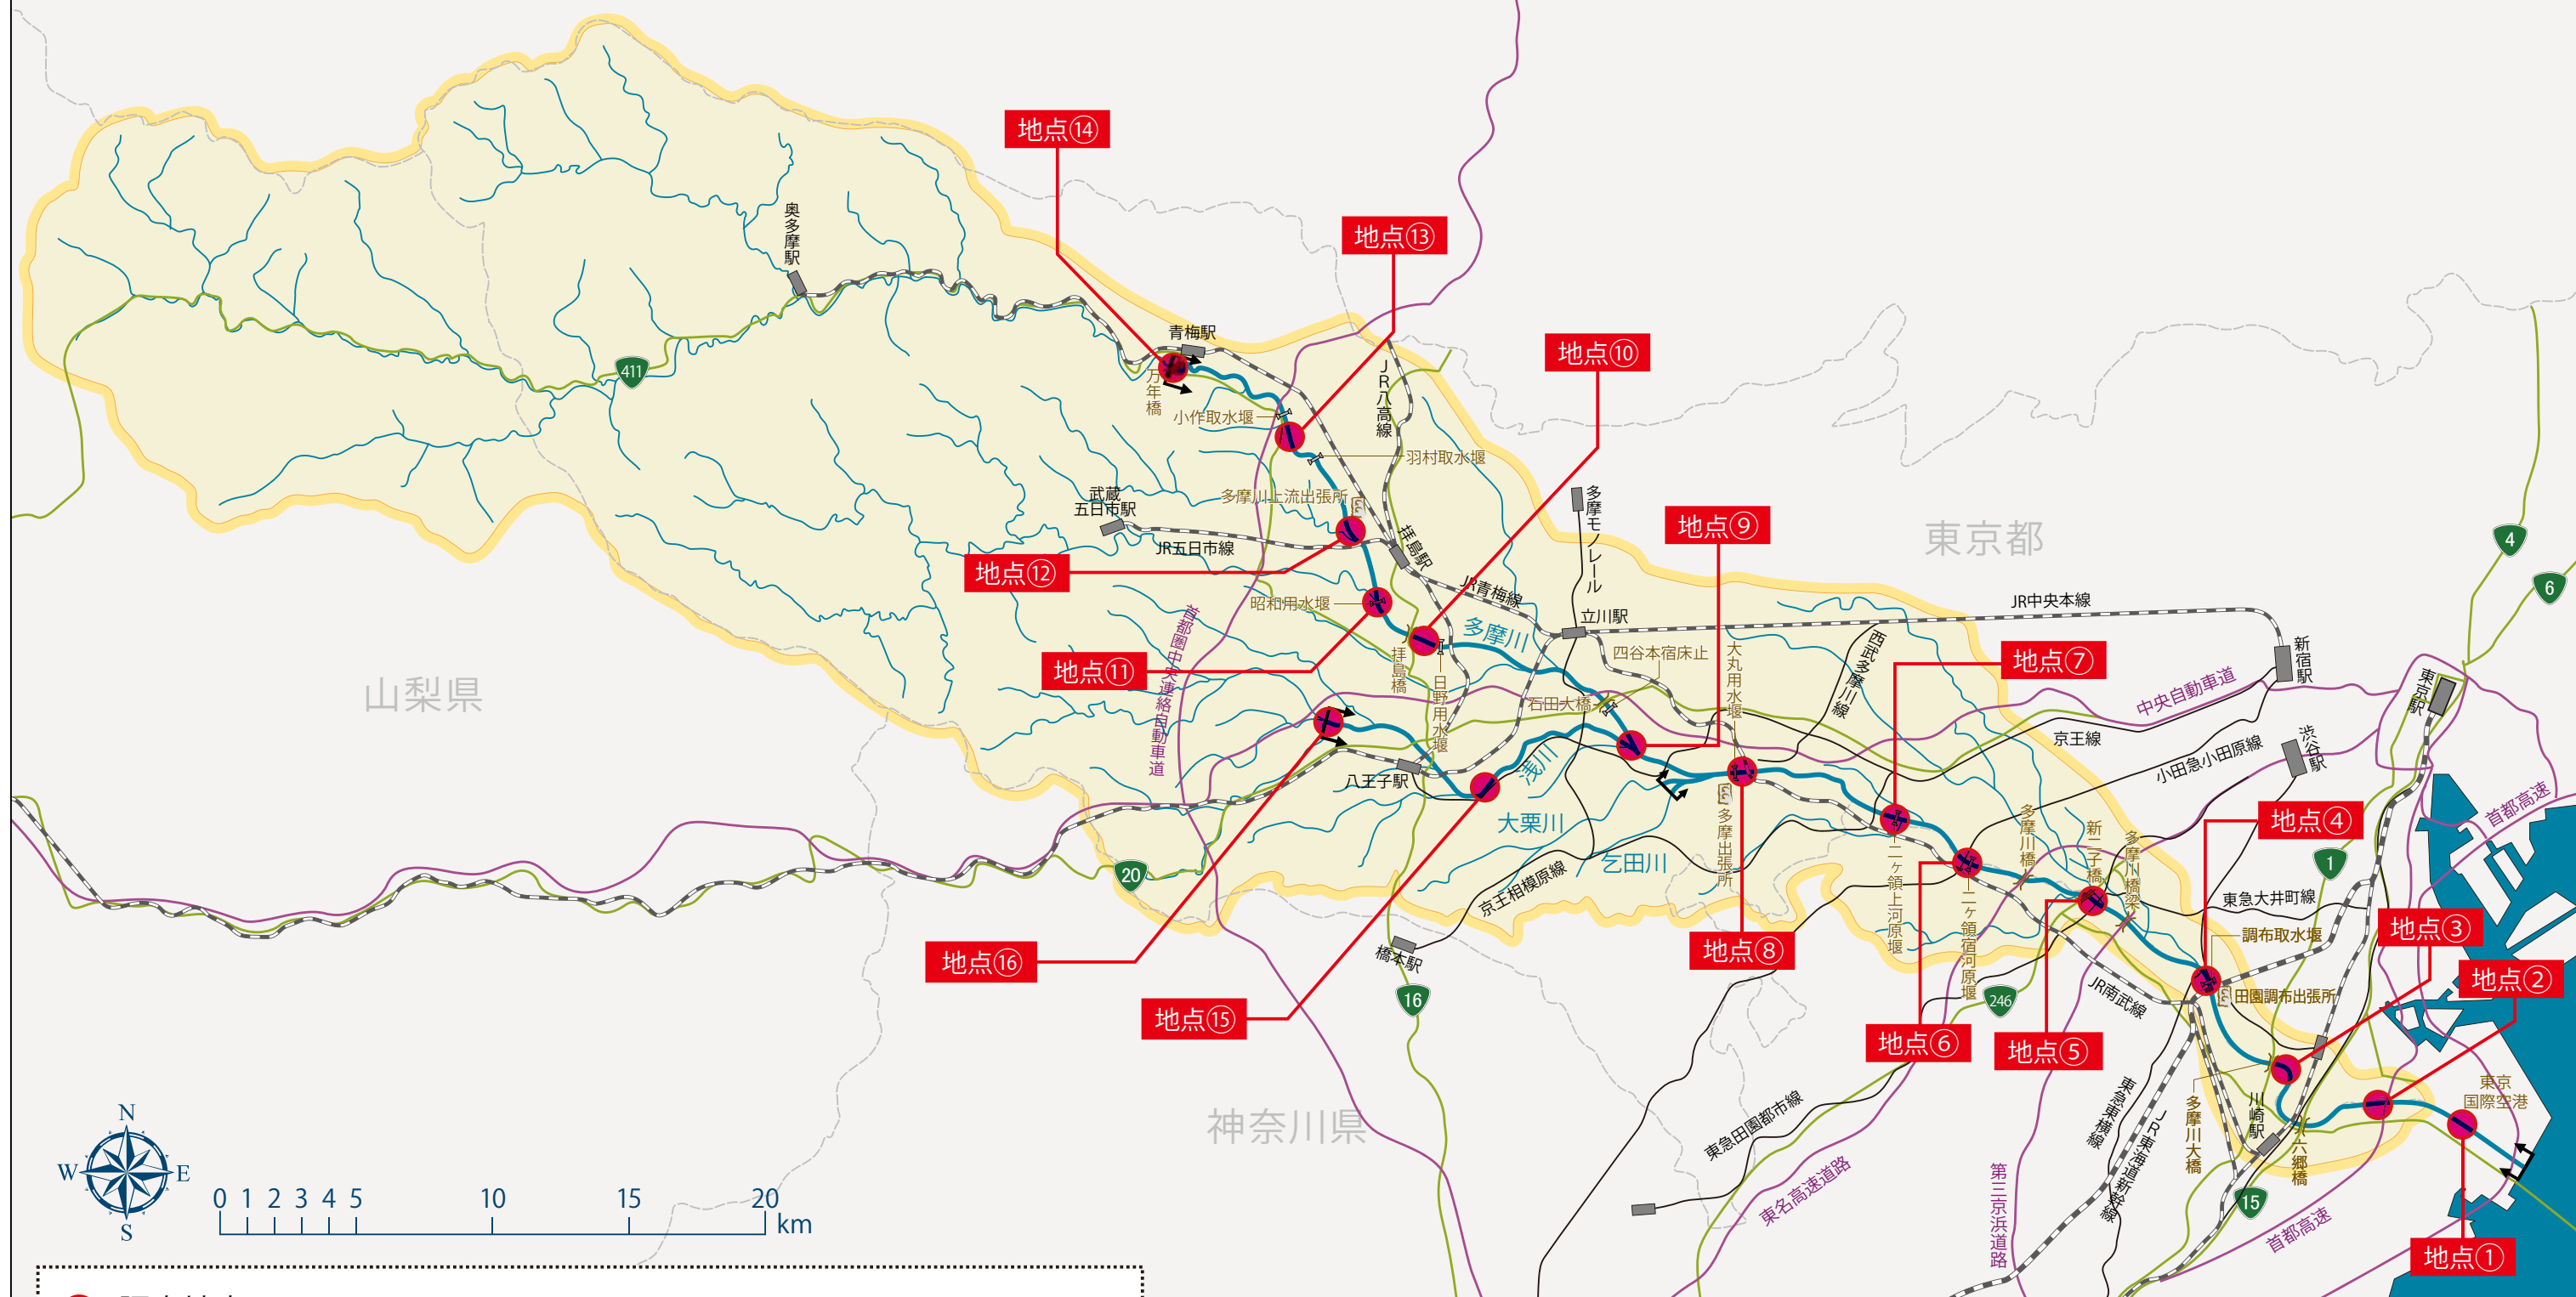 地点⑭
地点⑬
地点⑩
地点⑨
地点⑫
地点⑪
地点⑦
地点④
地点③
地点②
地点⑧
地点⑯
地点⑮
地点⑥
地点⑤
地点①
奥多摩駅
青梅駅
万年橋
小作取水堰
JR八高線
羽村取水堰
多摩川上流出張所
武蔵
五日市駅
JR五日市線
拝島駅
JR青梅線
昭和用水堰
多摩モノレール
立川駅
多摩川
拝島橋
日野用水堰
四谷本宿床止
石田大橋
大丸用水堰
西武多摩川線
JR中央本線
新宿駅
東京駅
東京都
中央自動車道
京王線
小田急小田原線
渋谷駅
首都高速
首都圏中央連絡自動車道
八王子駅
浅川
大栗川
乞田川
京王相模原線
橋本駅
多摩出張所
二ヶ領上河原堰
二ヶ領宿河原堰
多摩川橋
新二子橋
多摩川橋梁
東急大井町線
調布取水堰
田園調布出張所
JR南武線
東急東横線
JR東海道新幹線
多摩川大橋
川崎駅
六郷橋
東京
国際空港
東急田園都市線
東名高速道路
第三京浜道路
首都高速
山梨県
神奈川県
411
20
16
246
1
15
4
6
N
W
E
S
0 1 2 3 4 5 10 15 20
km